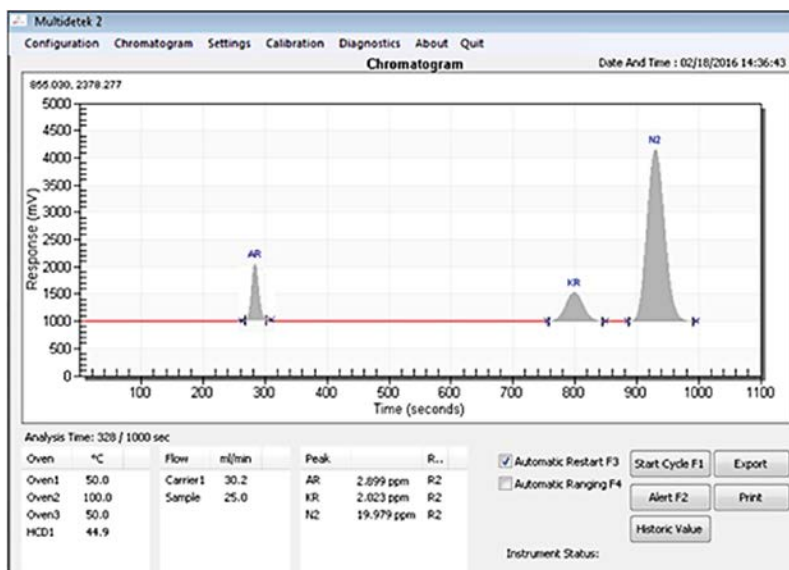 Multidetek 2
Configuration Chromatogram Settings Calibration Diagnostics About Quit
Chromatogram Date And Time : 02/18/2016 14:36:43
855.030, 2378.277
5000
4500
4000
3500
3000
2500
2000
1500
1000
500
0
Response (mV)
AR
KR
N2
100 200 300 400 500 600 700 800 900 1000 1100
Time (seconds)
Analysis Time: 328 / 1000 sec
Oven °C
Oven1 50.0
Oven2 100.0
Oven3 50.0
HCD1 44.9
Flow ml/min
Carrier1 30.2
Sample 25.0
Peak R..
AR 2.899 ppm R2
KR 2.023 ppm R2
N2 19.979 ppm R2
Automatic Restart F3
Automatic Ranging F4
Start Cycle F1 Export
Alert F2 Print
Historic Value
Instrument Status: